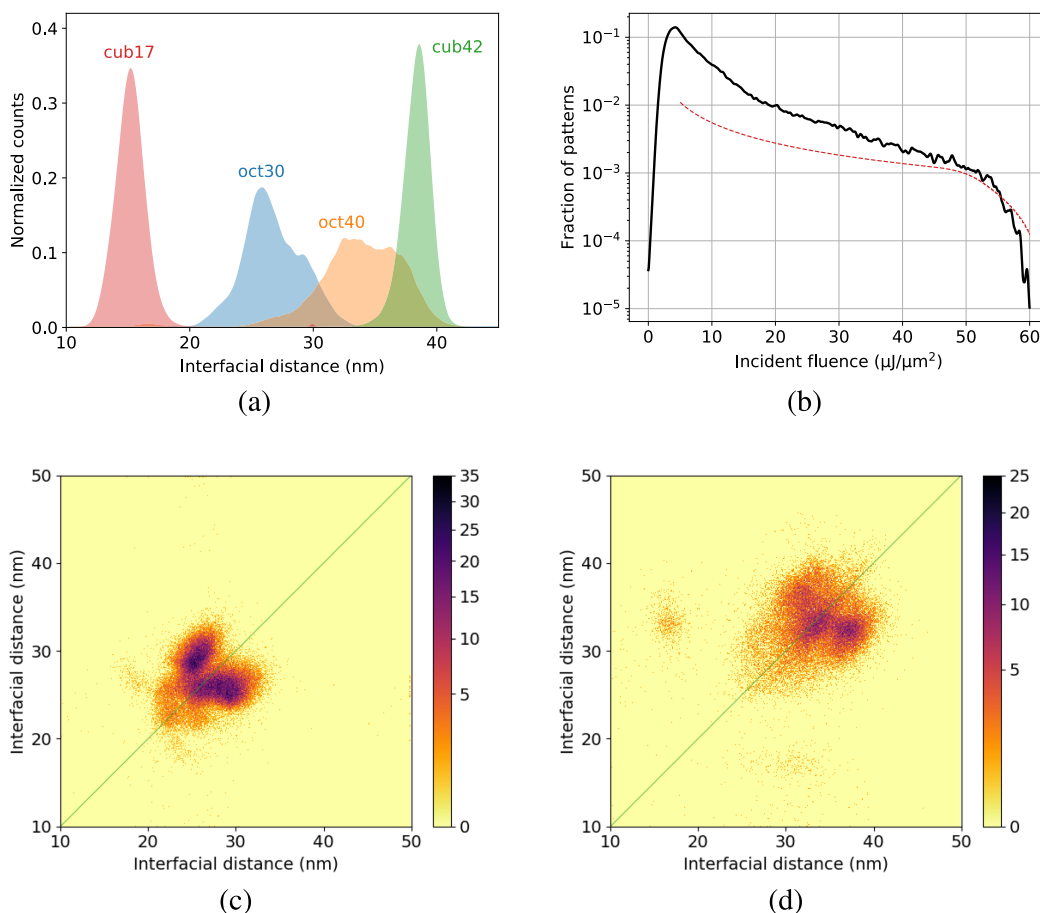 0.4
0.3
0.2
0.1
0.0
Normalized counts
cub17
cub42
oct30
oct40
10 20 30 40
Interfacial distance (nm)
(a)
10⁻¹
10⁻²
10⁻³
10⁻⁴
10⁻⁵
Fraction of patterns
0 10 20 30 40 50 60
Incident fluence (μJ/μm²)
(b)
50
40
30
20
10
Interfacial distance (nm)
10 20 30 40 50
Interfacial distance (nm)
35
30
25
20
15
10
5
0
(c)
50
40
30
20
10
Interfacial distance (nm)
10 20 30 40 50
Interfacial distance (nm)
25
20
15
10
5
0
(d)